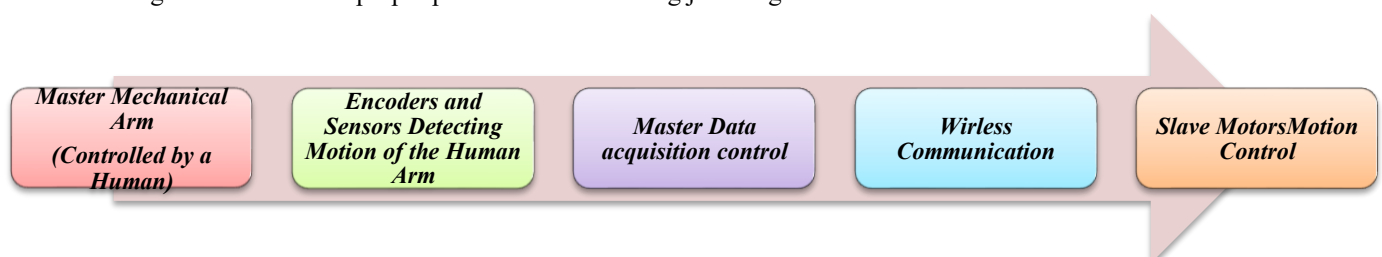 Master Mechanical
Arm
(Controlled by a
Human)
Encoders and
Sensors Detecting
Motion of the Human
Arm
Master Data
acquisition control
Wirless
Communication
Slave MotorsMotion
Control